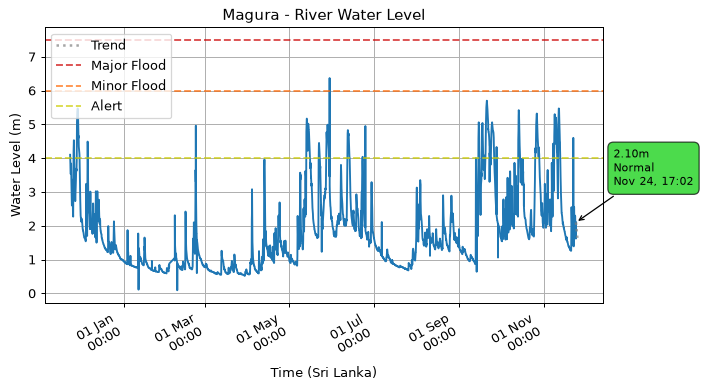 Magura - River Water Level
Trend
Major Flood
Minor Flood
Alert
Water Level (m)
7
6
5
4
3
2
1
0
2.10m
Normal
Nov 24, 17:02
01 Jan
00:00
01 Mar
00:00
01 May
00:00
01 Jul
00:00
01 Sep
00:00
01 Nov
00:00
Time (Sri Lanka)